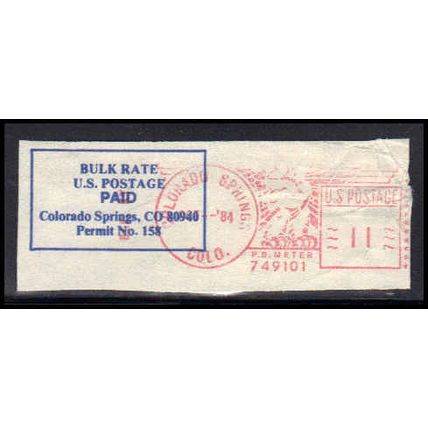 BULK RATE
U.S. POSTAGE
PAID
Colorado Springs, CO 80940
Permit No. 158
COLORADO SPRINGS
-'84
COLO.
P.B. METER
749101
U.S. POSTAGE
11